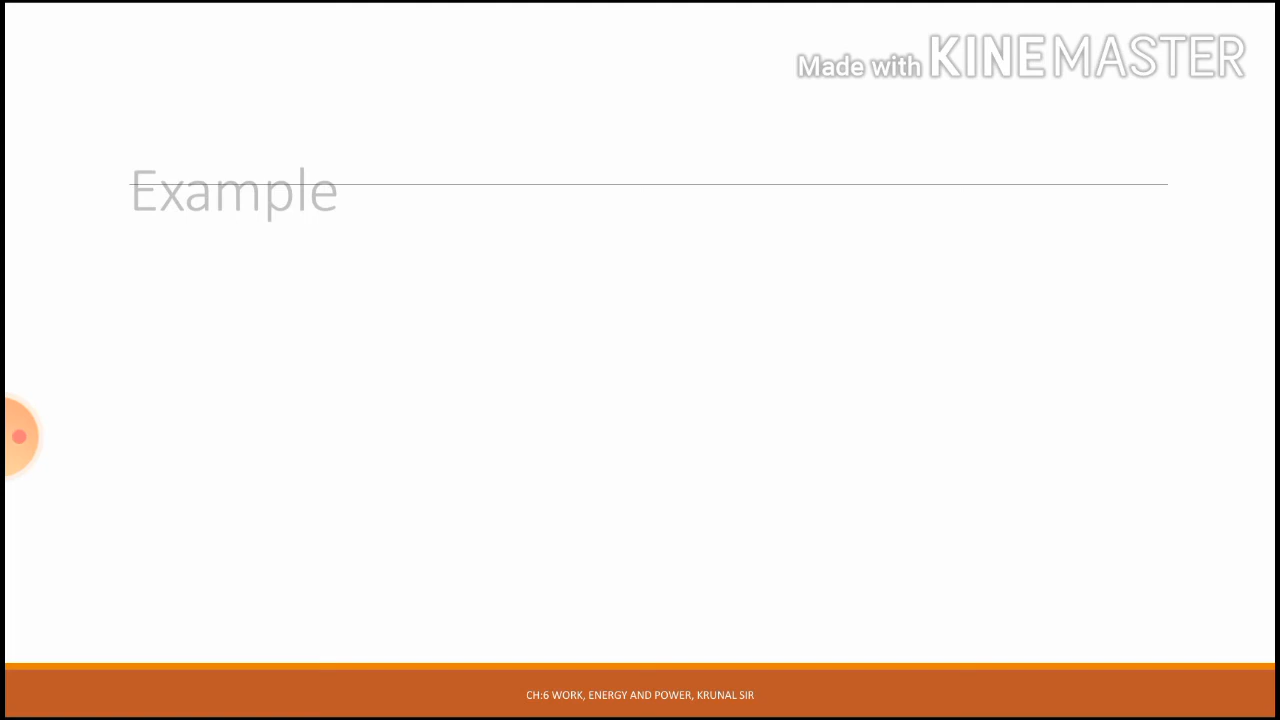 Made with KINEMASTER
Example
CH:6 WORK, ENERGY AND POWER, KRUNAL SIR